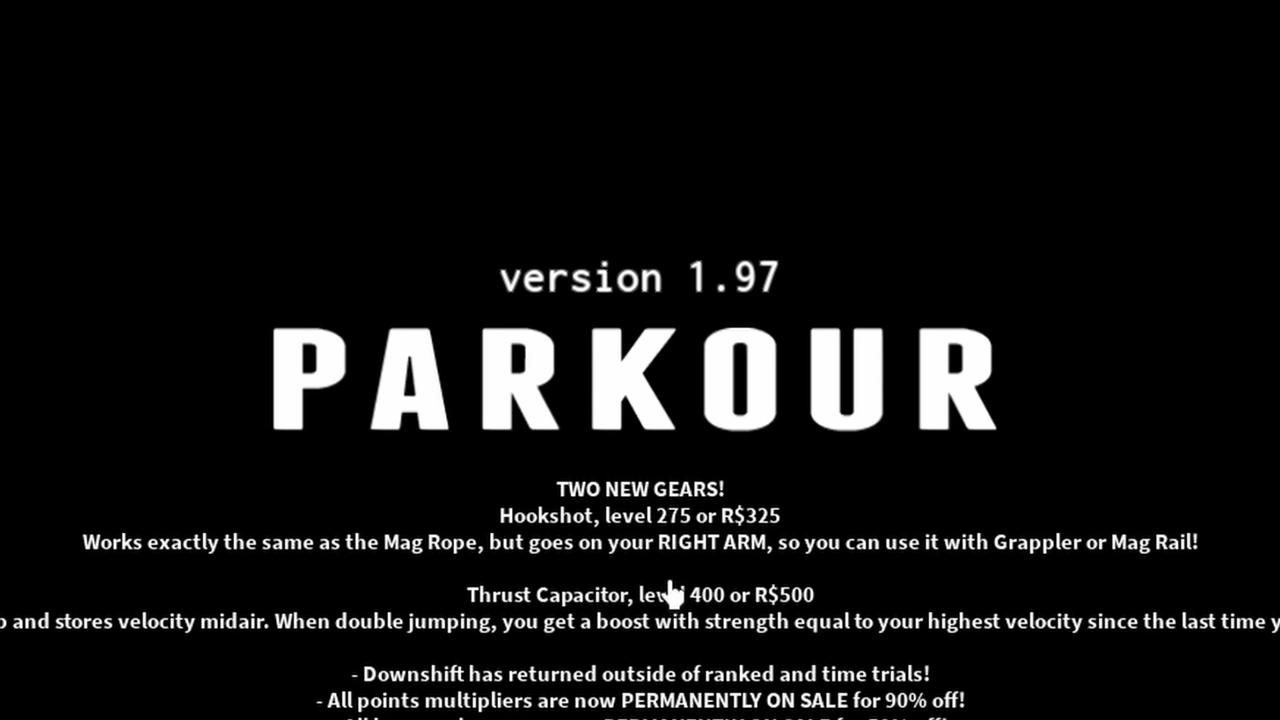 version 1.97
PARKOUR
TWO NEW GEARS!
Hookshot, level 275 or R$325
Works exactly the same as the Mag Rope, but goes on your RIGHT ARM, so you can use it with Grappler or Mag Rail!
Thrust Capacitor, level 400 or R$500
and stores velocity midair. When double jumping, you get a boost with strength equal to your highest velocity since the last time
- Downshift has returned outside of ranked and time trials!
- All points multipliers are now PERMANENTLY ON SALE for 90% off!